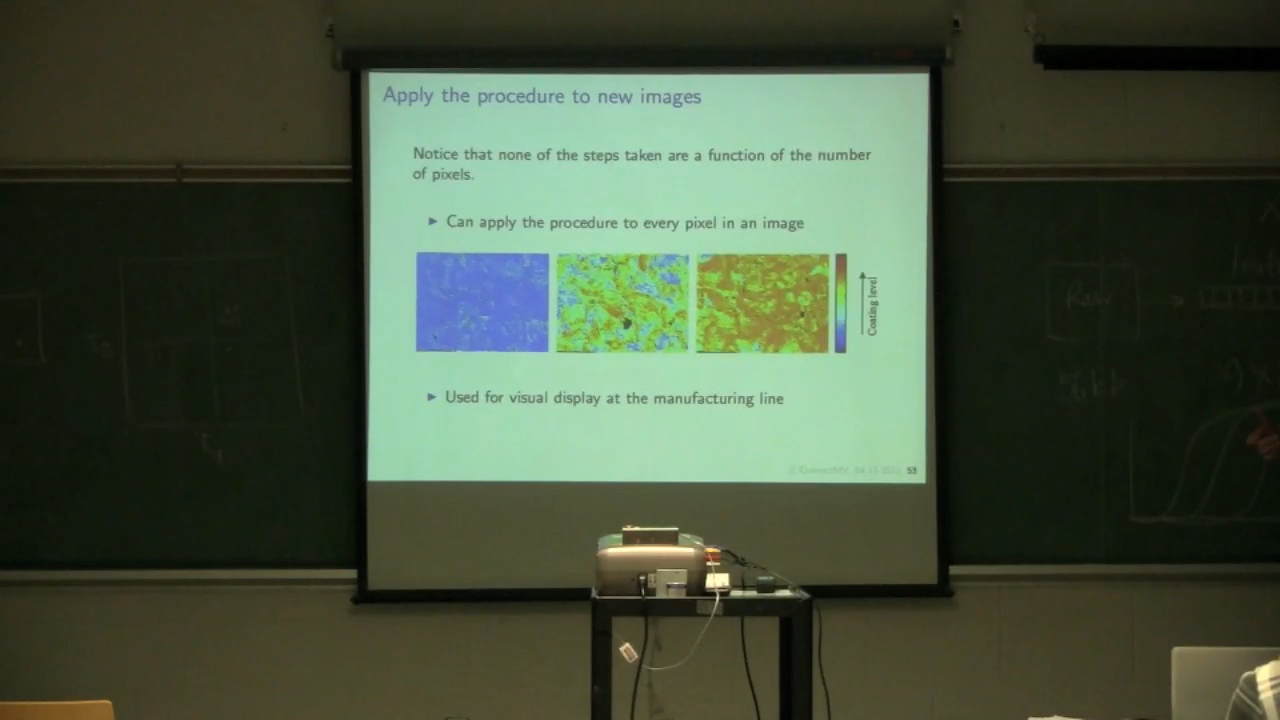 Apply the procedure to new images
Notice that none of the steps taken are a function of the number
of pixels.
▶ Can apply the procedure to every pixel in an image
Coating level
▶ Used for visual display at the manufacturing line
53
Raw